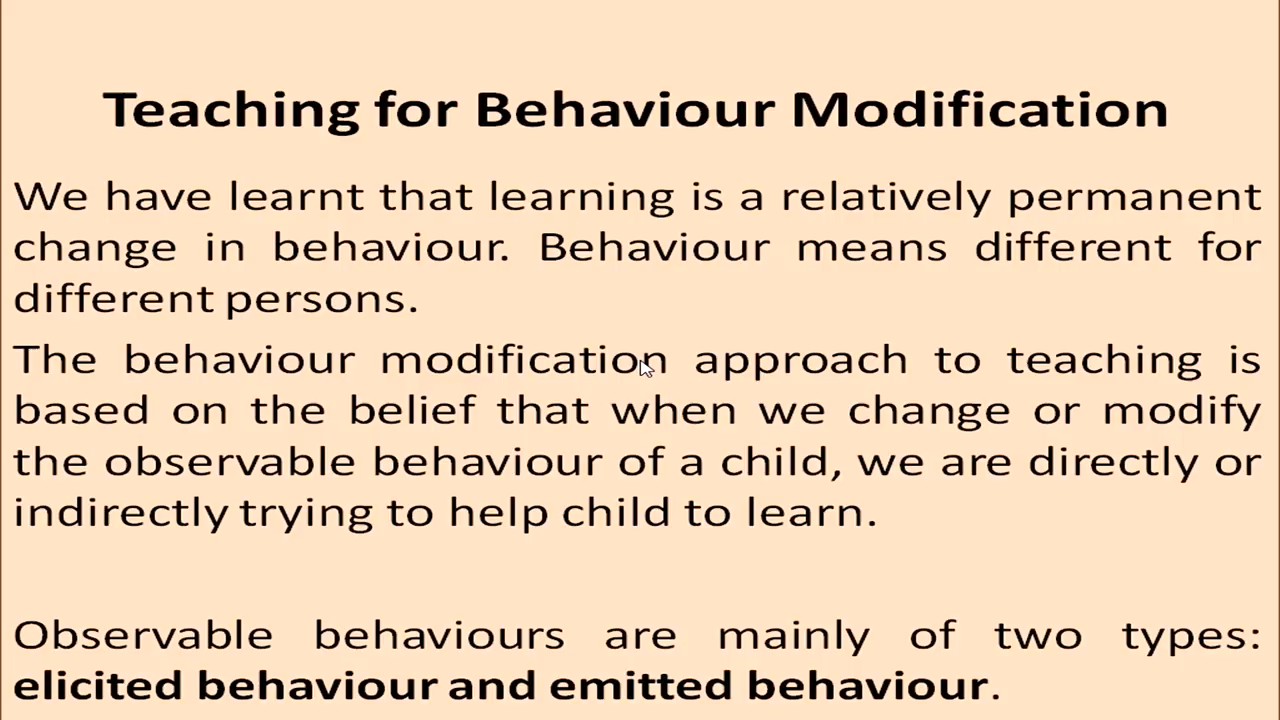 Teaching for Behaviour Modification
We have learnt that learning is a relatively permanent
change in behaviour. Behaviour means different for
different persons.
The behaviour modification approach to teaching is
based on the belief that when we change or modify
the observable behaviour of a child, we are directly or
indirectly trying to help child to learn.
Observable behaviours are mainly of two types:
elicited behaviour and emitted behaviour.